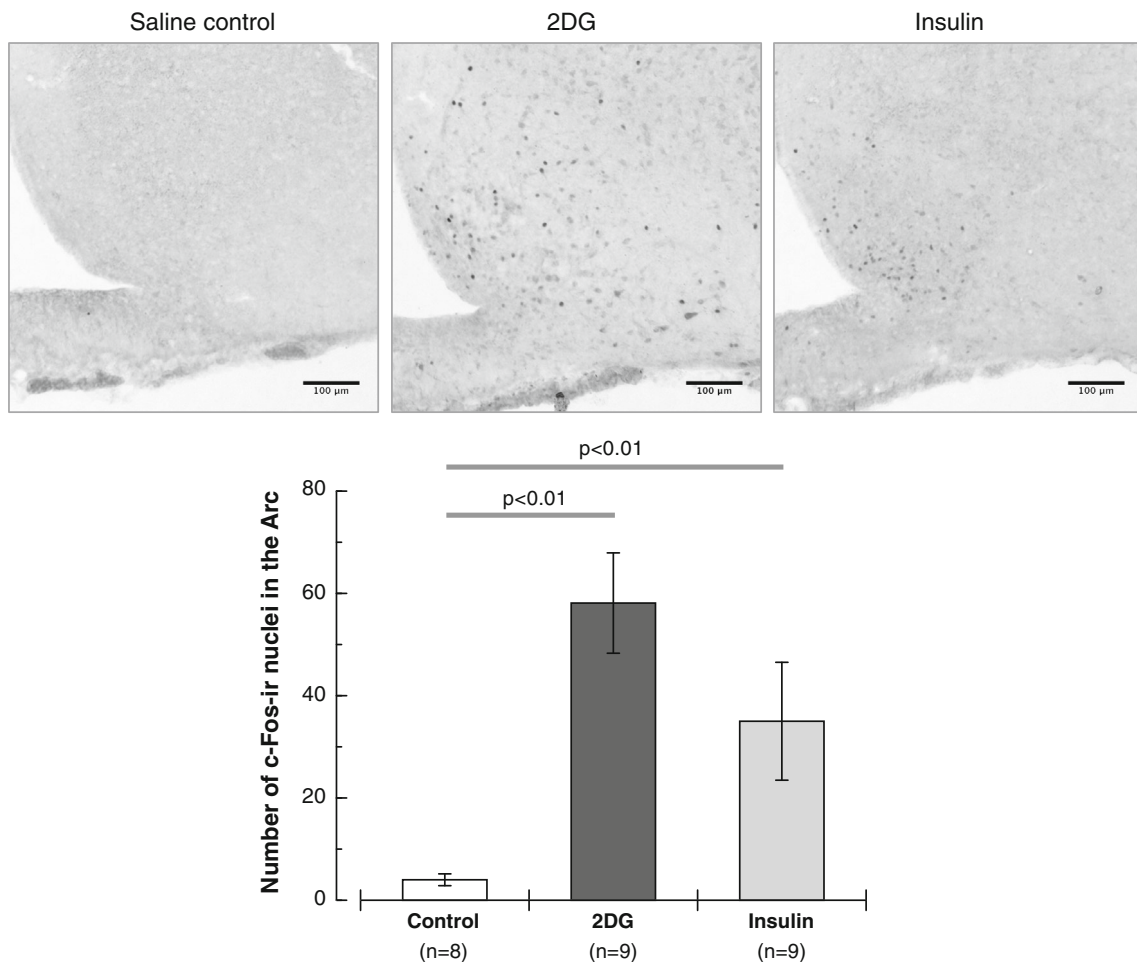 Saline control
2DG
Insulin
100 µm
100 µm
100 µm
p<0.01
p<0.01
Number of c-Fos-ir nuclei in the Arc
80
60
40
20
0
Control
2DG
Insulin
(n=8)
(n=9)
(n=9)